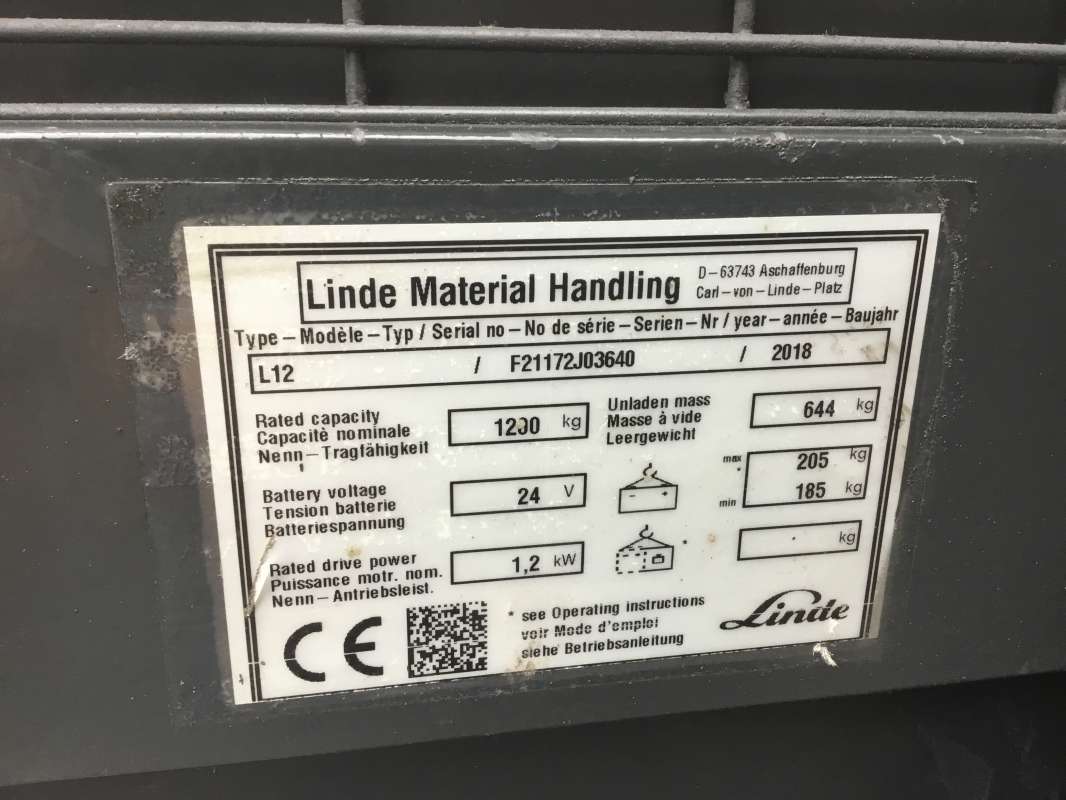 Linde Material Handling
D-63743 Aschaffenburg
Carl-von-Linde-Platz
Type-Modèle-Typ / Serial no-No de série-Serien-Nr / year-année-Baujahr
L12 / F21172J03640 / 2018
Rated capacity
Capacitè nominale
Nenn-Tragfähigkeit
1200 kg
Unladen mass
Masse à vide
Leergewicht
644 kg
Battery voltage
Tension batterie
Batteriespannung
24 V
- +
max 205 kg
*
min 185 kg
Rated drive power
Puissance motr. nom.
Nenn-Antriebsleist.
1,2 kW
*
kg
CE
* see Operating instructions
voir Mode d'emploi
siehe Betriebsanleitung
Linde